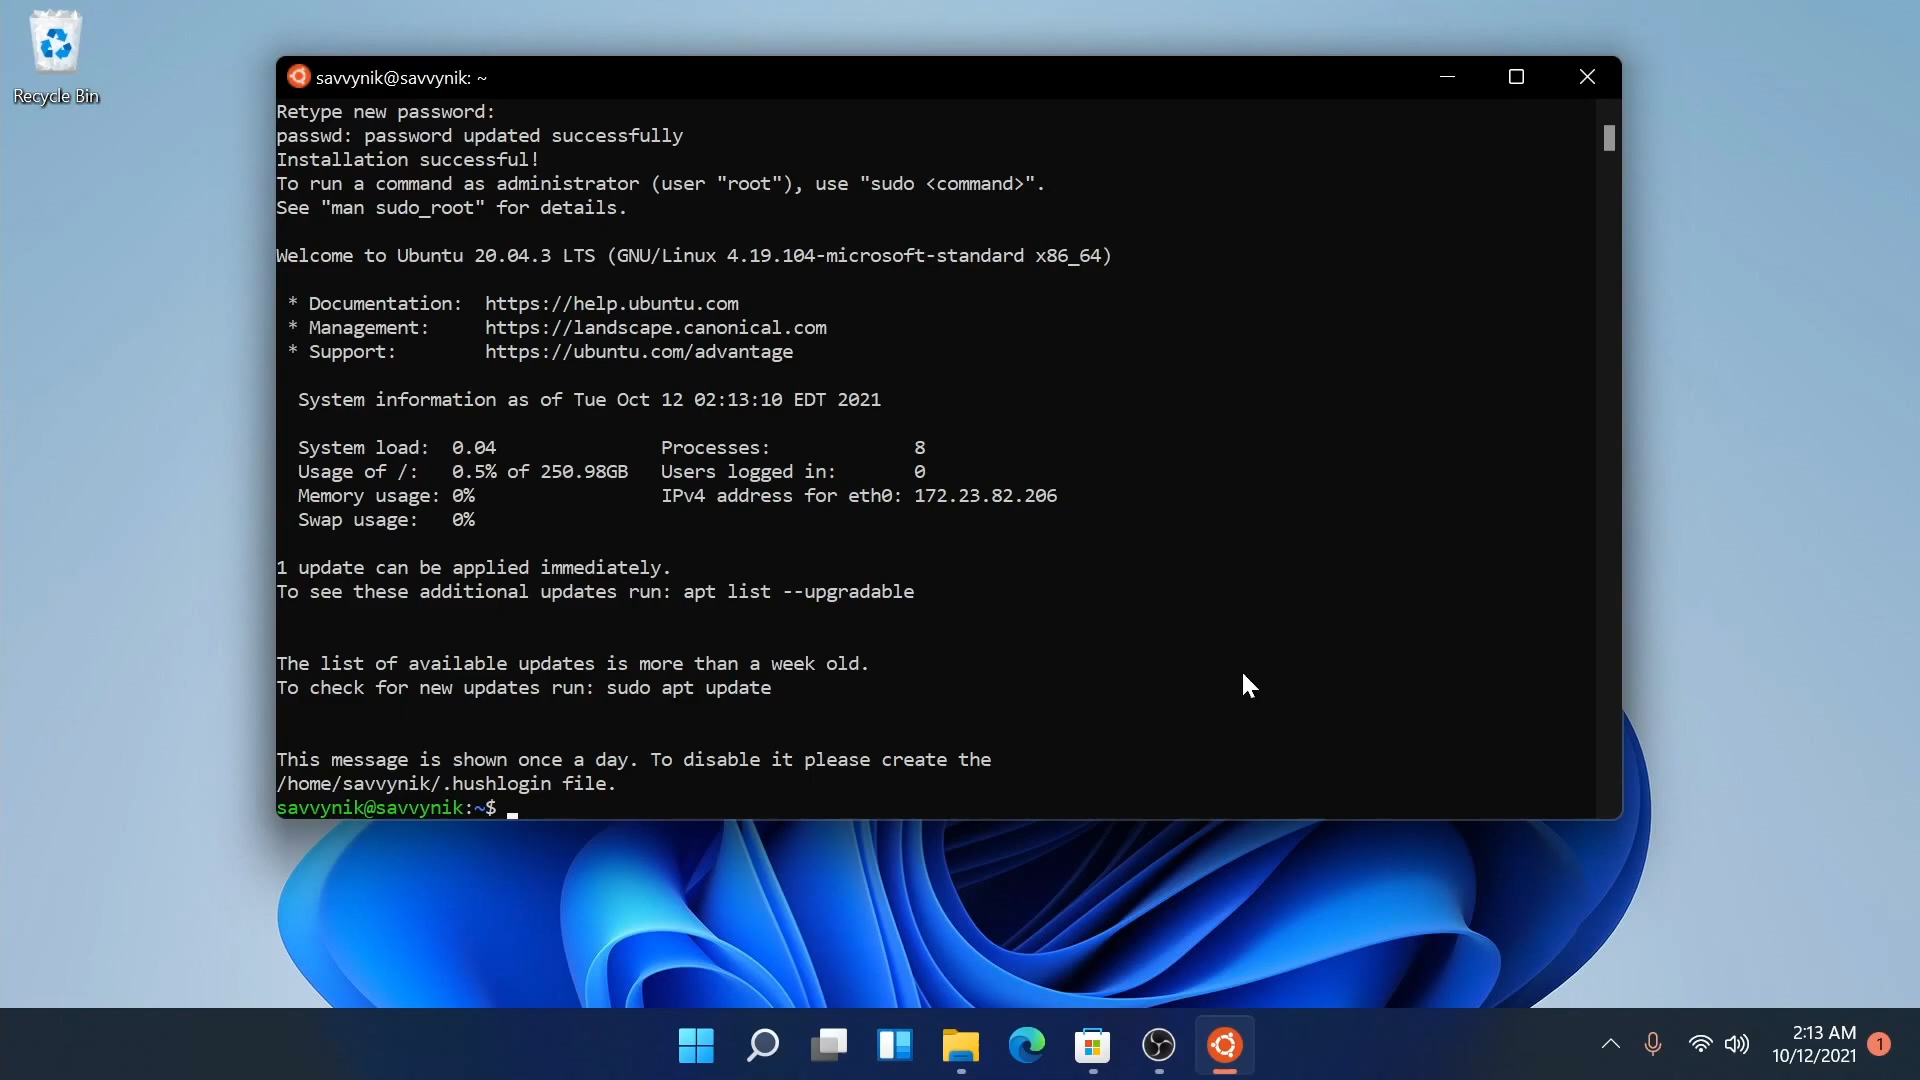 Recycle Bin
savvynik@savvynik: ~
Retype new password:
passwd: password updated successfully
Installation successful!
To run a command as administrator (user "root"), use "sudo <command>".
See "man sudo_root" for details.
Welcome to Ubuntu 20.04.3 LTS (GNU/Linux 4.19.104-microsoft-standard x86_64)
* Documentation:  https://help.ubuntu.com
* Management:     https://landscape.canonical.com
* Support:        https://ubuntu.com/advantage
System information as of Tue Oct 12 02:13:10 EDT 2021
System load:  0.04               Processes:             8
Usage of /:   0.5% of 250.98GB   Users logged in:       0
Memory usage: 0%                 IPv4 address for eth0: 172.23.82.206
Swap usage:   0%
1 update can be applied immediately.
To see these additional updates run: apt list --upgradable
The list of available updates is more than a week old.
To check for new updates run: sudo apt update
This message is shown once a day. To disable it please create the
/home/savvynik/.hushlogin file.
savvynik@savvynik:~$
2:13 AM
10/12/2021
1